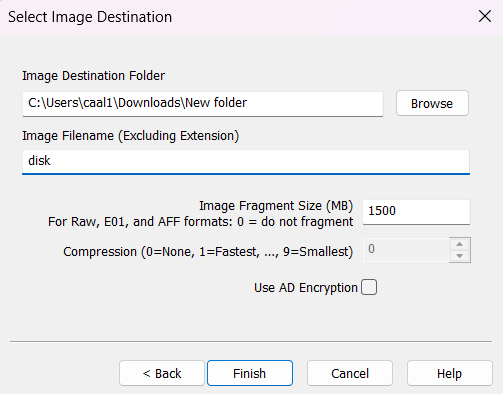 Select Image Destination
Image Destination Folder
C:\Users\caal1\Downloads\New folder
Browse
Image Filename (Excluding Extension)
disk
Image Fragment Size (MB)
For Raw, E01, and AFF formats: 0 = do not fragment
1500
Compression (0=None, 1=Fastest, ..., 9=Smallest)
0
Use AD Encryption
< Back
Finish
Cancel
Help